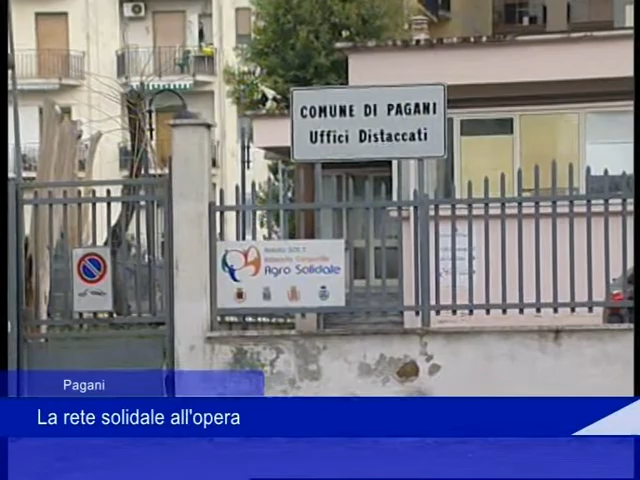 COMUNE DI PAGANI
Uffici Distaccati
Agro Solidale
Pagani
La rete solidale all'opera